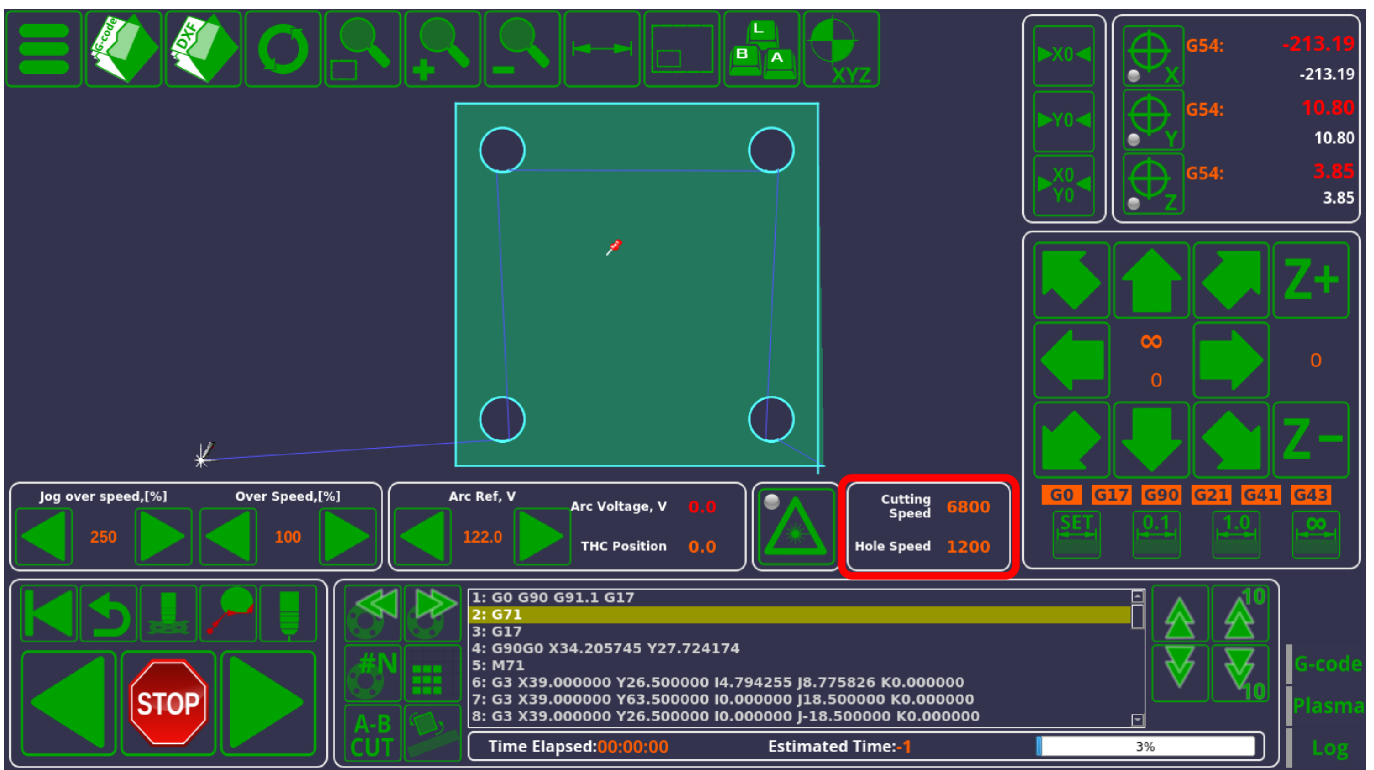 G-code
DXF
L
B A
XYZ
X0
G54: -213.19
X -213.19
Y0
G54: 10.80
Y 10.80
X0
Y0
G54: 3.85
Z 3.85
Z+
∞
0
0
Z-
Jog over speed,[%] Over Speed,[%]
250 100
Arc Ref, V
122.0
Arc Voltage, V 0.0
THC Position 0.0
Cutting
Speed 6800
Hole Speed 1200
G0 G17 G90 G21 G41 G43
SET 0.1 1.0 ∞
STOP
#N
A-B
CUT
1: G0 G90 G91.1 G17
2: G71
3: G17
4: G90G0 X34.205745 Y27.724174
5: M71
6: G3 X39.000000 Y26.500000 I4.794255 J8.775826 K0.000000
7: G3 X39.000000 Y63.500000 I0.000000 J18.500000 K0.000000
8: G3 X39.000000 Y26.500000 I0.000000 J-18.500000 K0.000000
10
10
Time Elapsed:00:00:00 Estimated Time:-1 3%
G-code
Plasma
Log